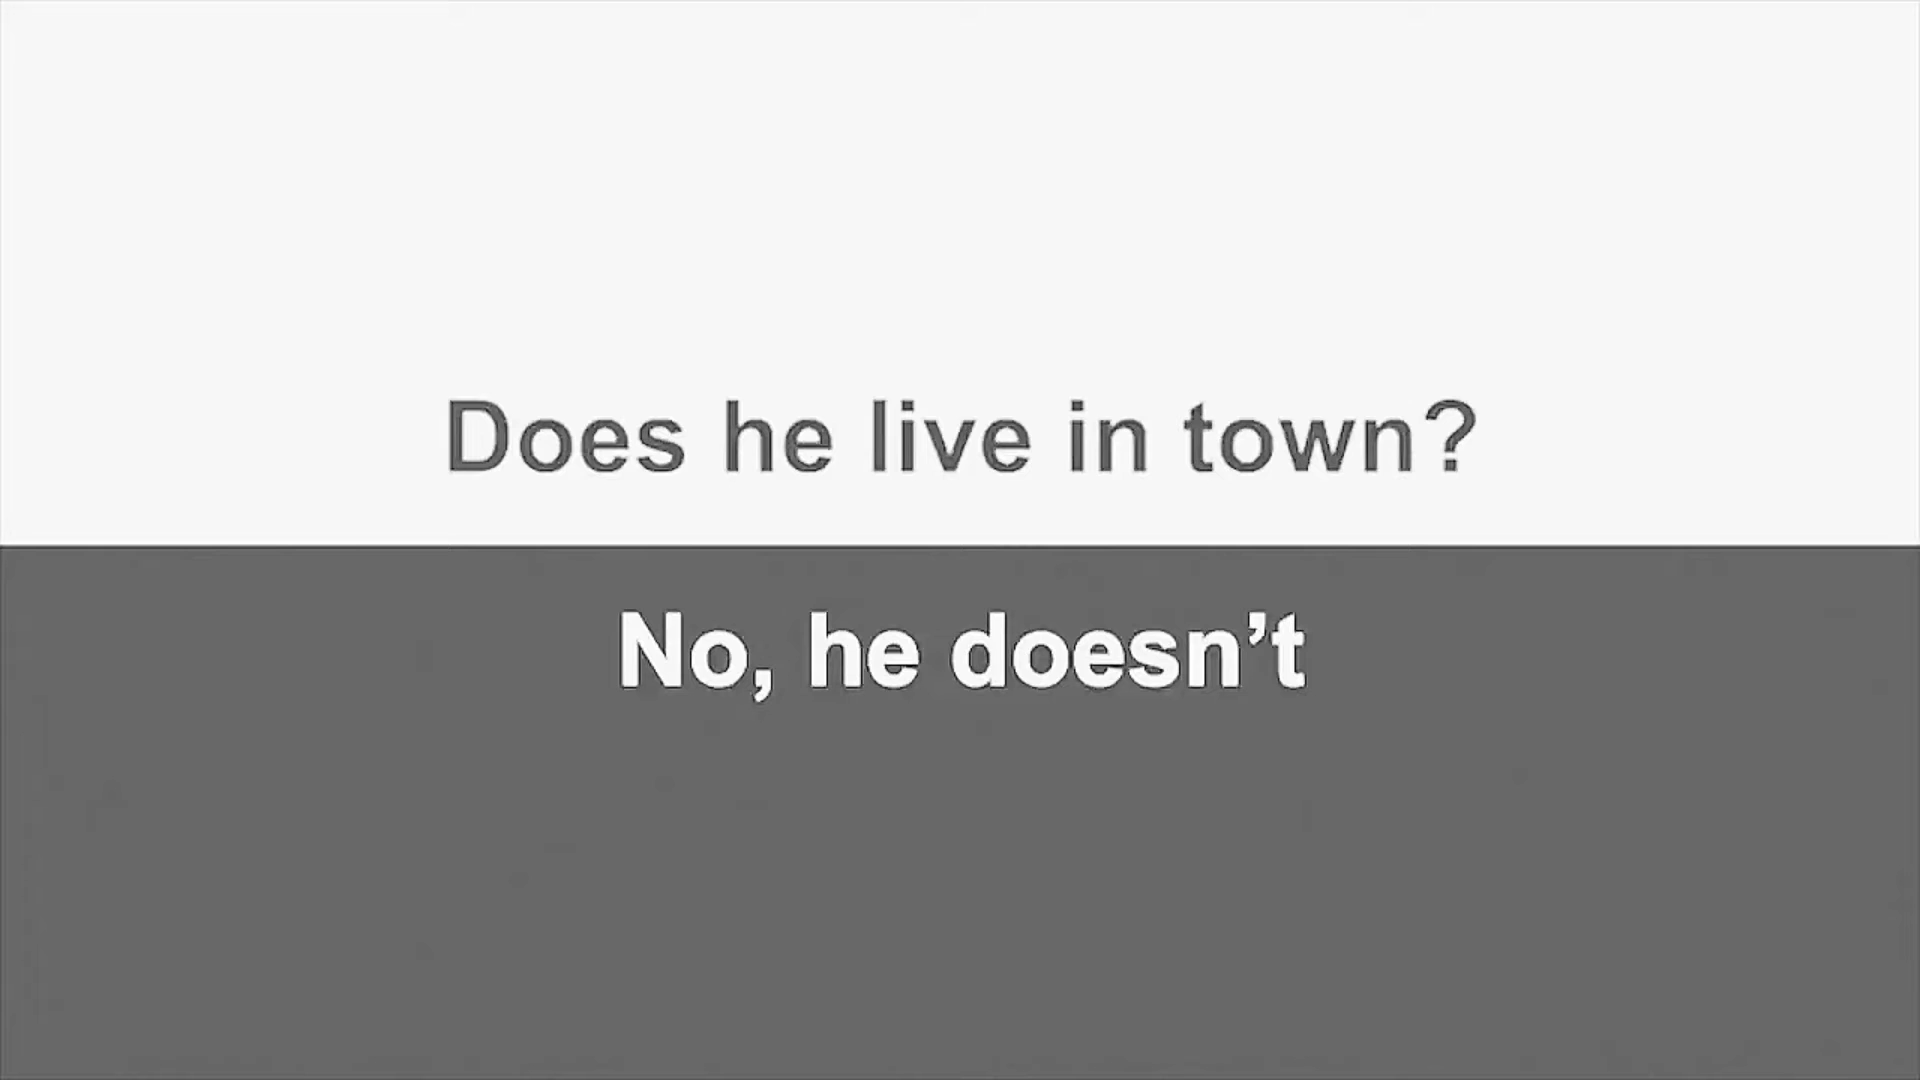 Does he live in town?
No, he doesn’t